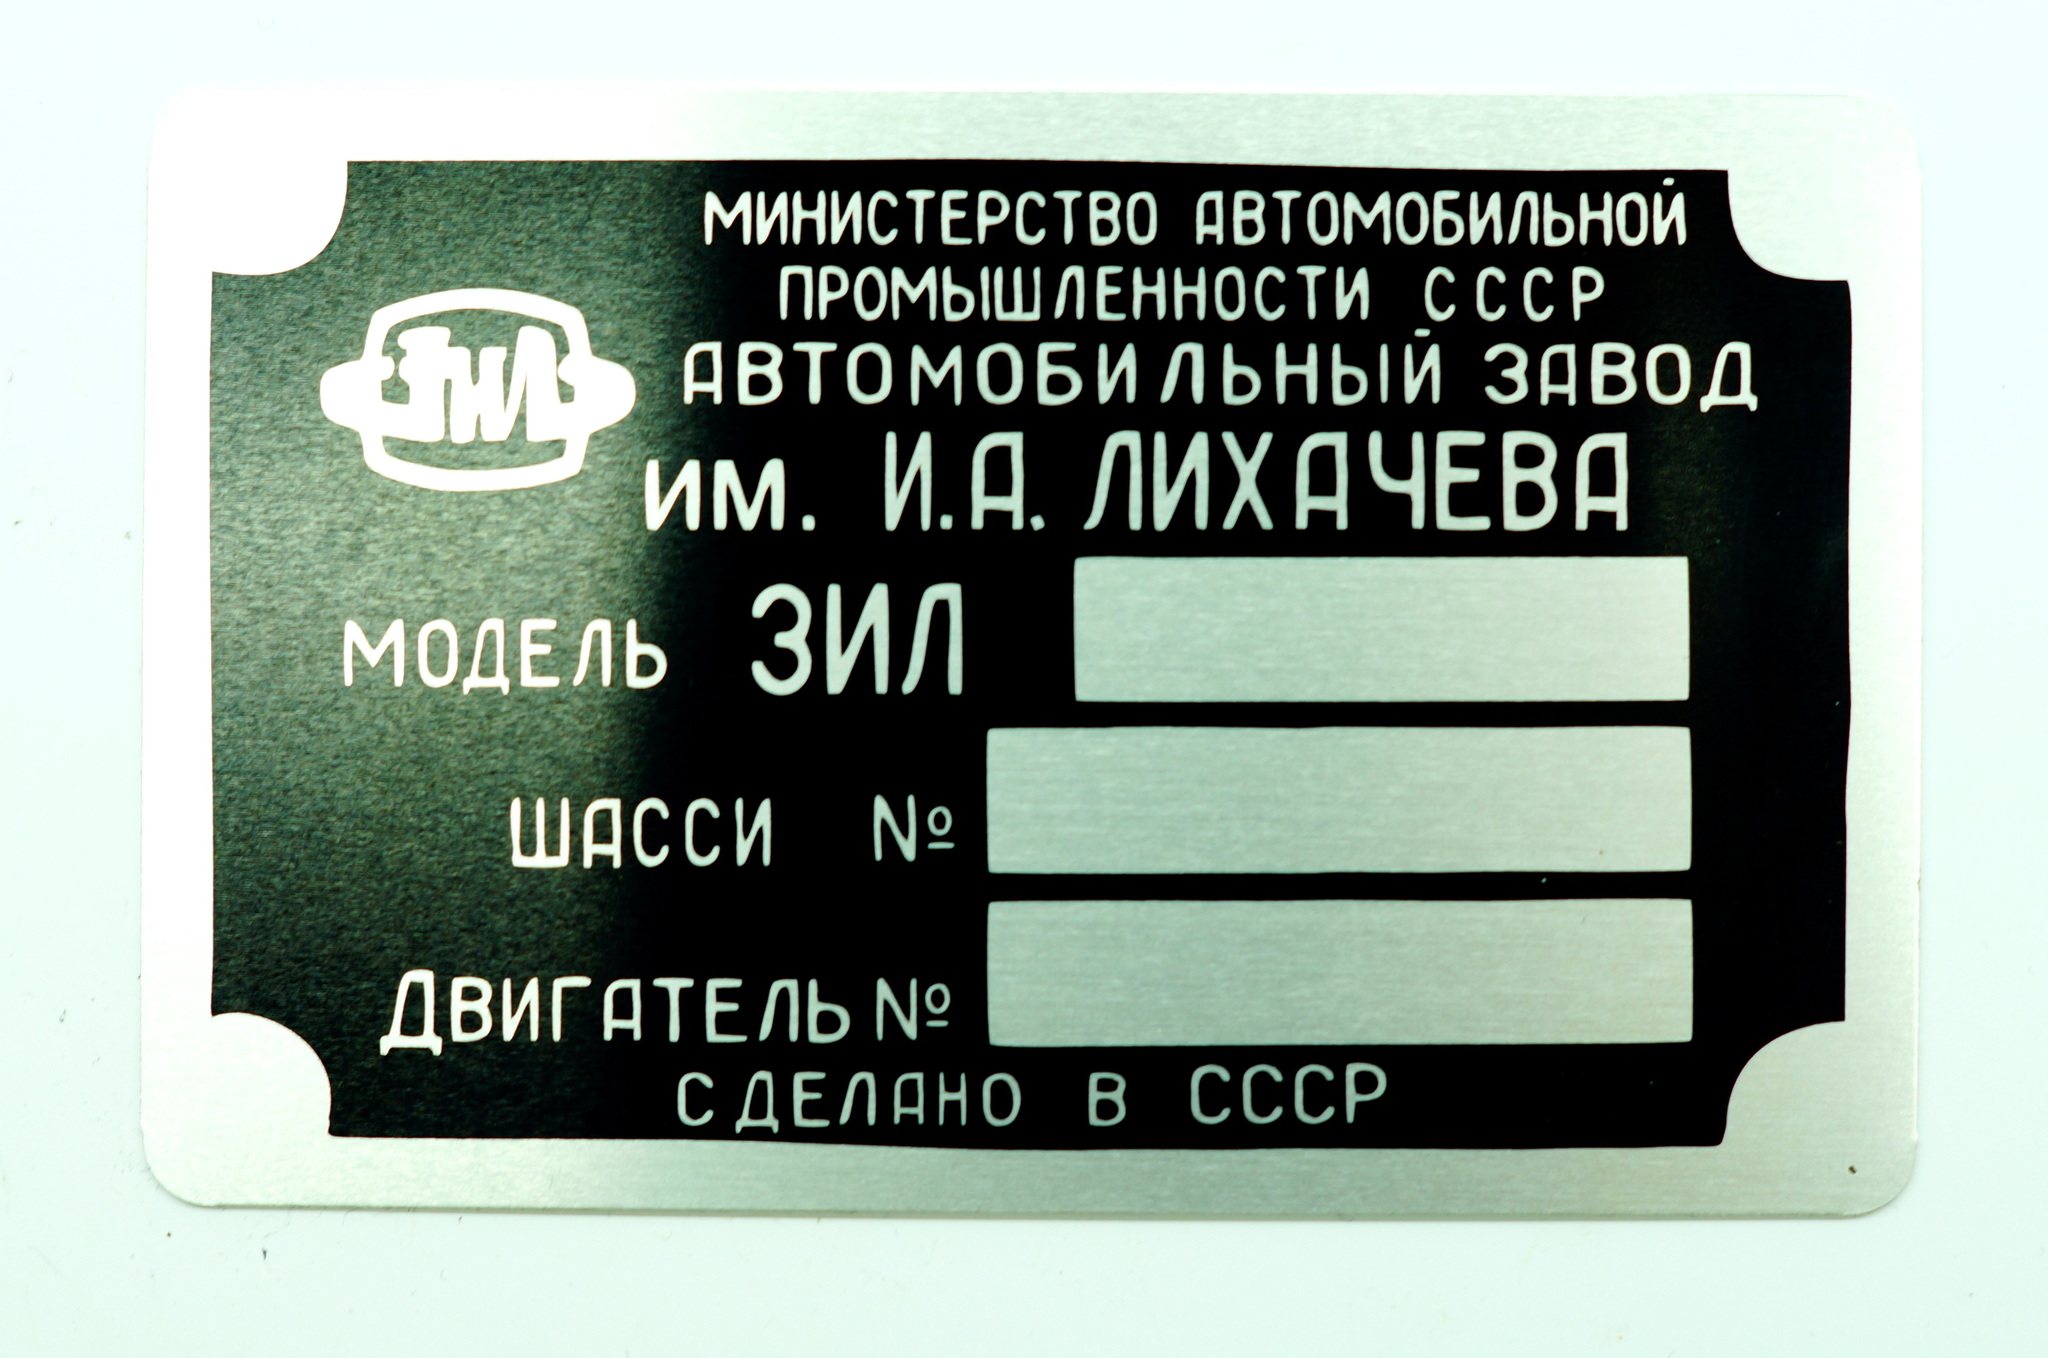 МИНИСТЕРСТВО АВТОМОБИЛЬНОЙ
ПРОМЫШЛЕННОСТИ СССР
ЗИЛ
АВТОМОБИЛЬНЫЙ ЗАВОД
ИМ. И.А. ЛИХАЧЕВА
МОДЕЛЬ ЗИЛ
ШАССИ №
ДВИГАТЕЛЬ №
СДЕЛАНО В СССР